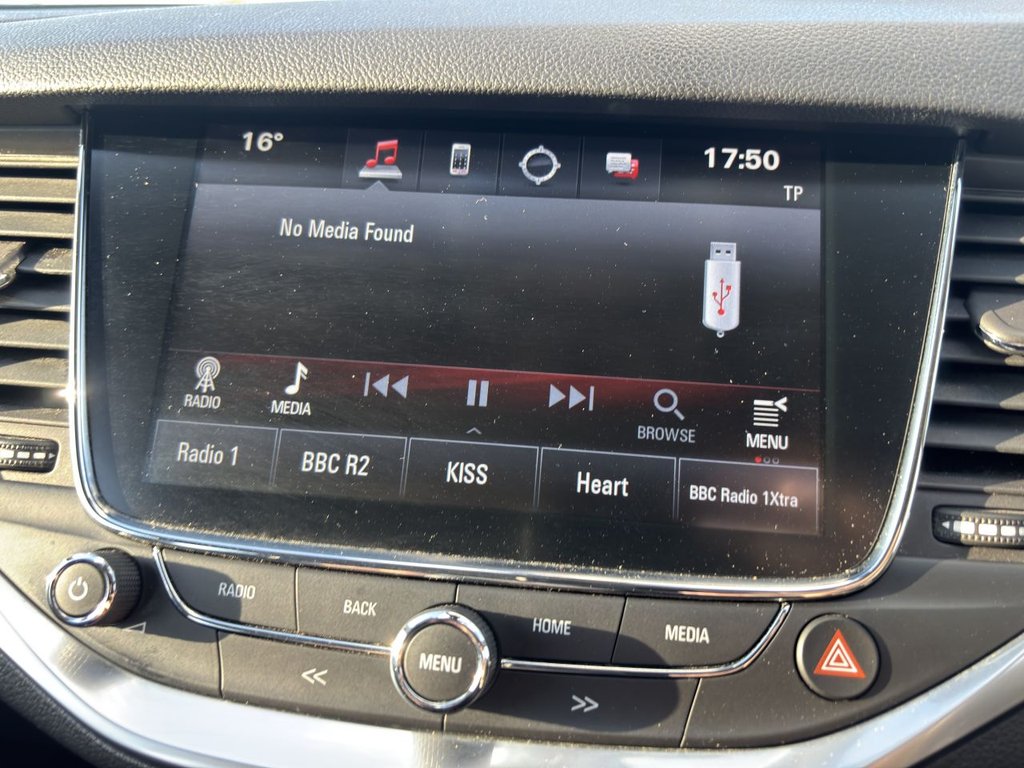 16°
17:50
TP
No Media Found
RADIO
MEDIA
BROWSE
MENU
Radio 1
BBC R2
KISS
Heart
BBC Radio 1Xtra
RADIO
BACK
MENU
HOME
MEDIA